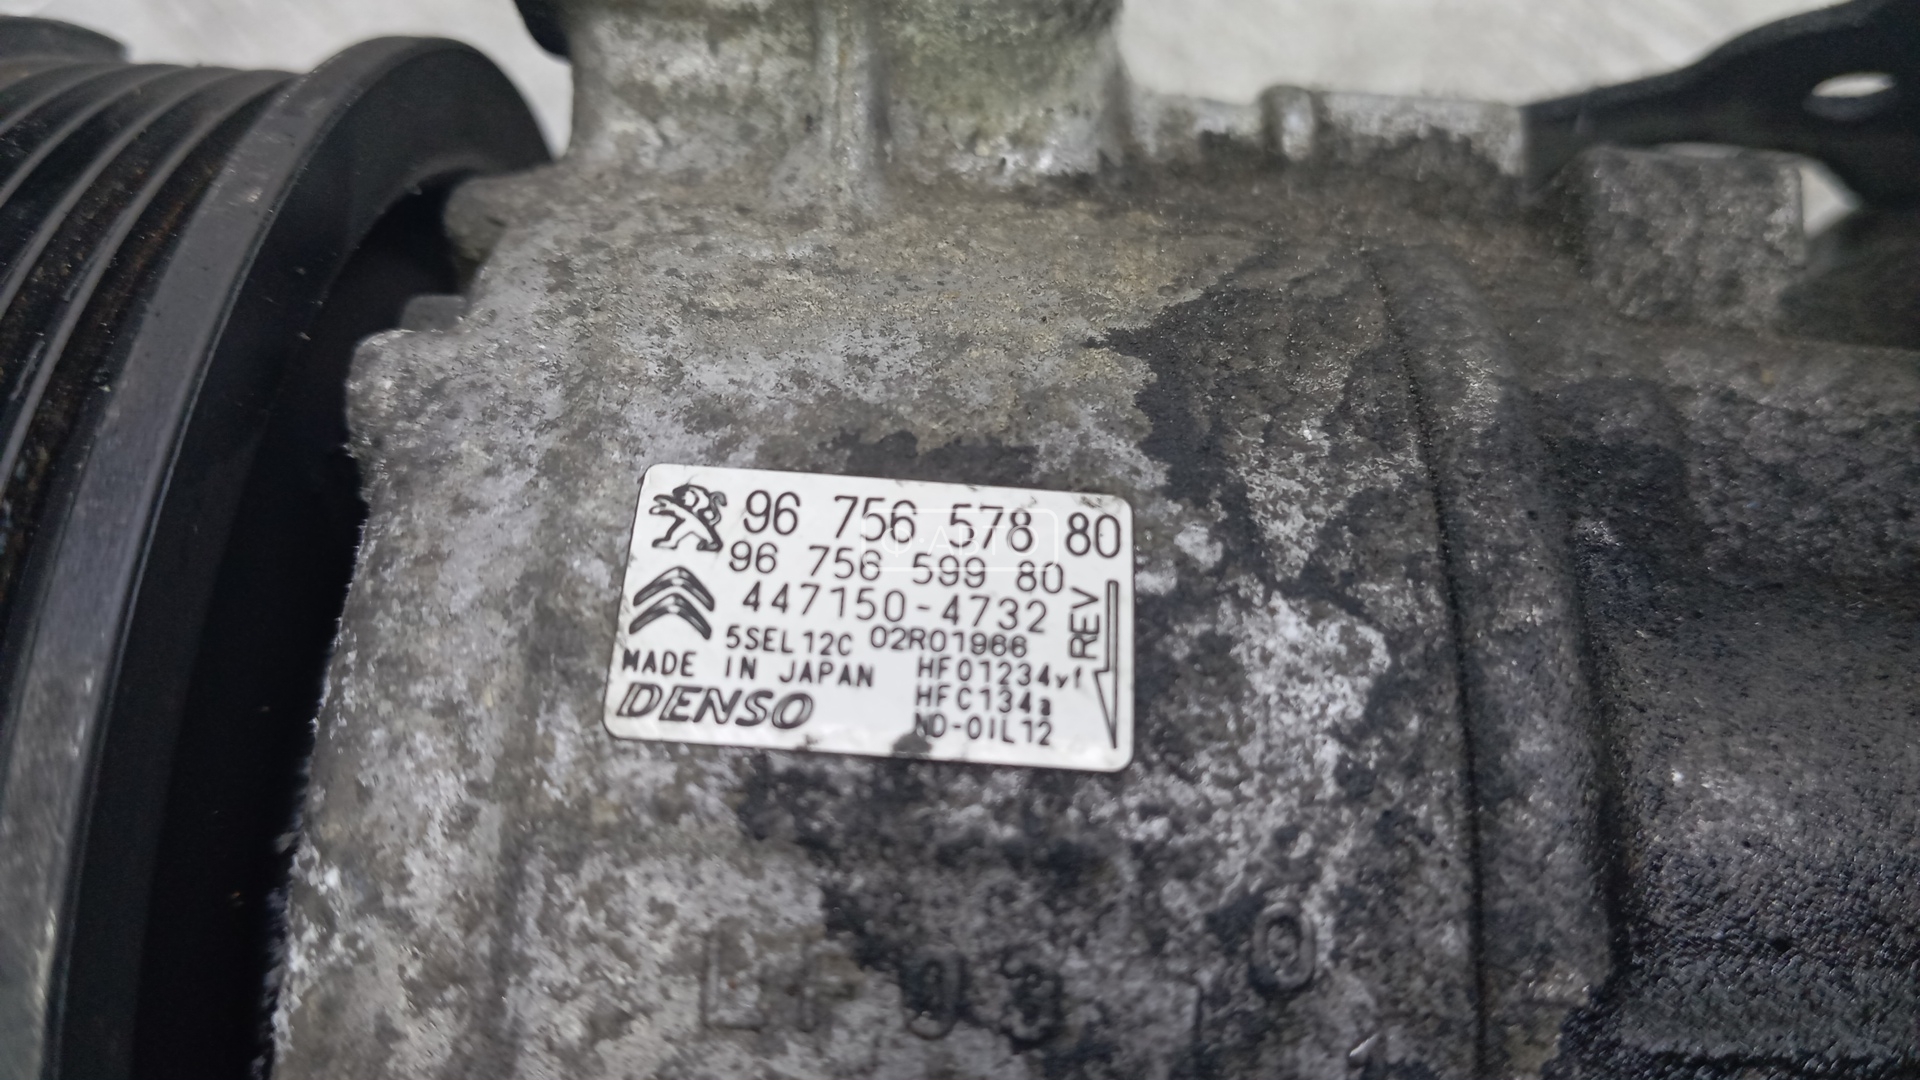 96 756 578 80
96 756 599 80
447150-4732
5SEL12C 02R01966
REV
MADE IN JAPAN
HFO1234yf
HFC134a
DENSO
ND-OIL12
Ф-АВТО